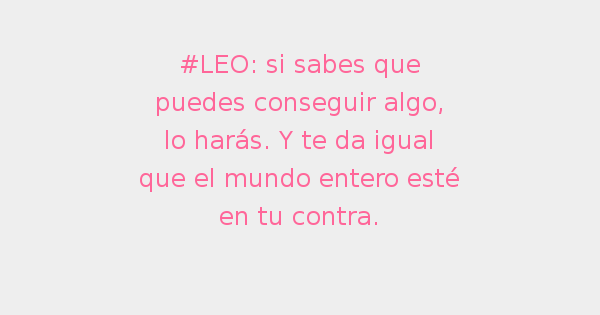 #LEO: si sabes que
puedes conseguir algo,
lo harás. Y te da igual
que el mundo entero esté
en tu contra.